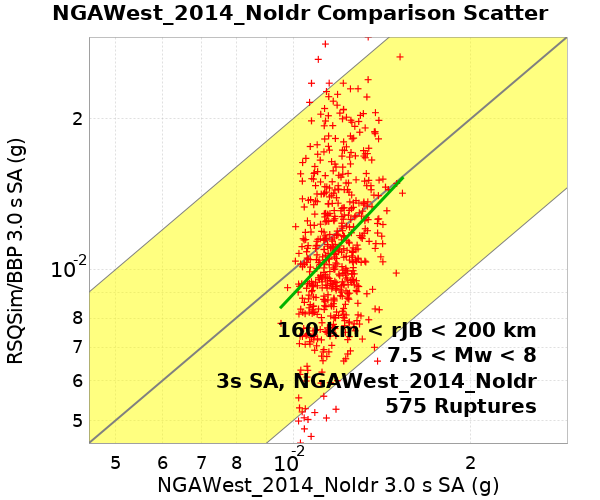 NGAWest_2014_NoIdr Comparison Scatter
RSQSim/BBP 3.0 s SA (g)
2
10-2
8
7
6
5
160 km < rJB < 200 km
7.5 < Mw < 8
3s SA, NGAWest_2014_NoIdr
575 Ruptures
5 6 7 8 10-2 2
NGAWest_2014_NoIdr 3.0 s SA (g)